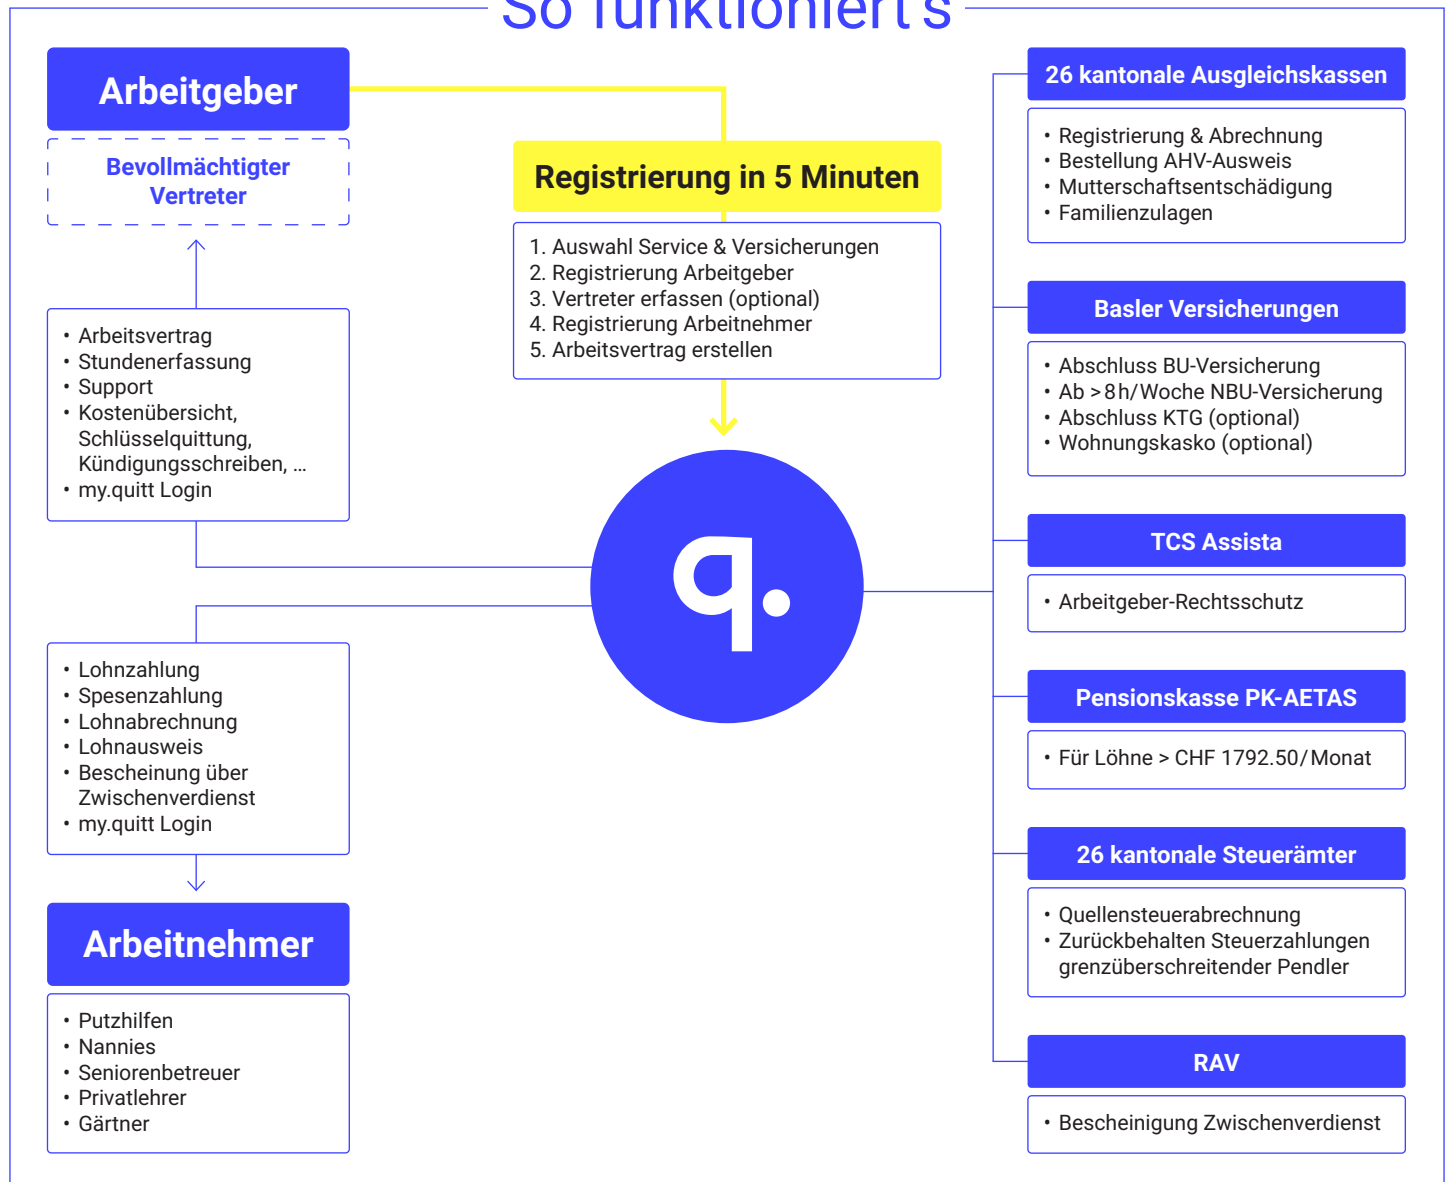 So funktioniert's
Arbeitgeber
Bevollmächtigter
Vertreter
• Arbeitsvertrag
• Stundenerfassung
• Support
• Kostenübersicht,
Schlüsselquittung,
Kündigungsschreiben, ...
• my.quitt Login
• Lohnzahlung
• Spesenzahlung
• Lohnabrechnung
• Lohnausweis
• Bescheinung über
Zwischenverdienst
• my.quitt Login
Arbeitnehmer
• Putzhilfen
• Nannies
• Seniorenbetreuer
• Privatlehrer
• Gärtner
Registrierung in 5 Minuten
1. Auswahl Service & Versicherungen
2. Registrierung Arbeitgeber
3. Vertreter erfassen (optional)
4. Registrierung Arbeitnehmer
5. Arbeitsvertrag erstellen
q.
26 kantonale Ausgleichskassen
• Registrierung & Abrechnung
• Bestellung AHV-Ausweis
• Mutterschaftsentschädigung
• Familienzulagen
Basler Versicherungen
• Abschluss BU-Versicherung
• Ab > 8 h/Woche NBU-Versicherung
• Abschluss KTG (optional)
• Wohnungskasko (optional)
TCS Assista
• Arbeitgeber-Rechtsschutz
Pensionskasse PK-AETAS
• Für Löhne > CHF 1792.50/Monat
26 kantonale Steuerämter
• Quellensteuerabrechnung
• Zurückbehalten Steuerzahlungen
grenzüberschreitender Pendler
RAV
• Bescheinigung Zwischenverdienst